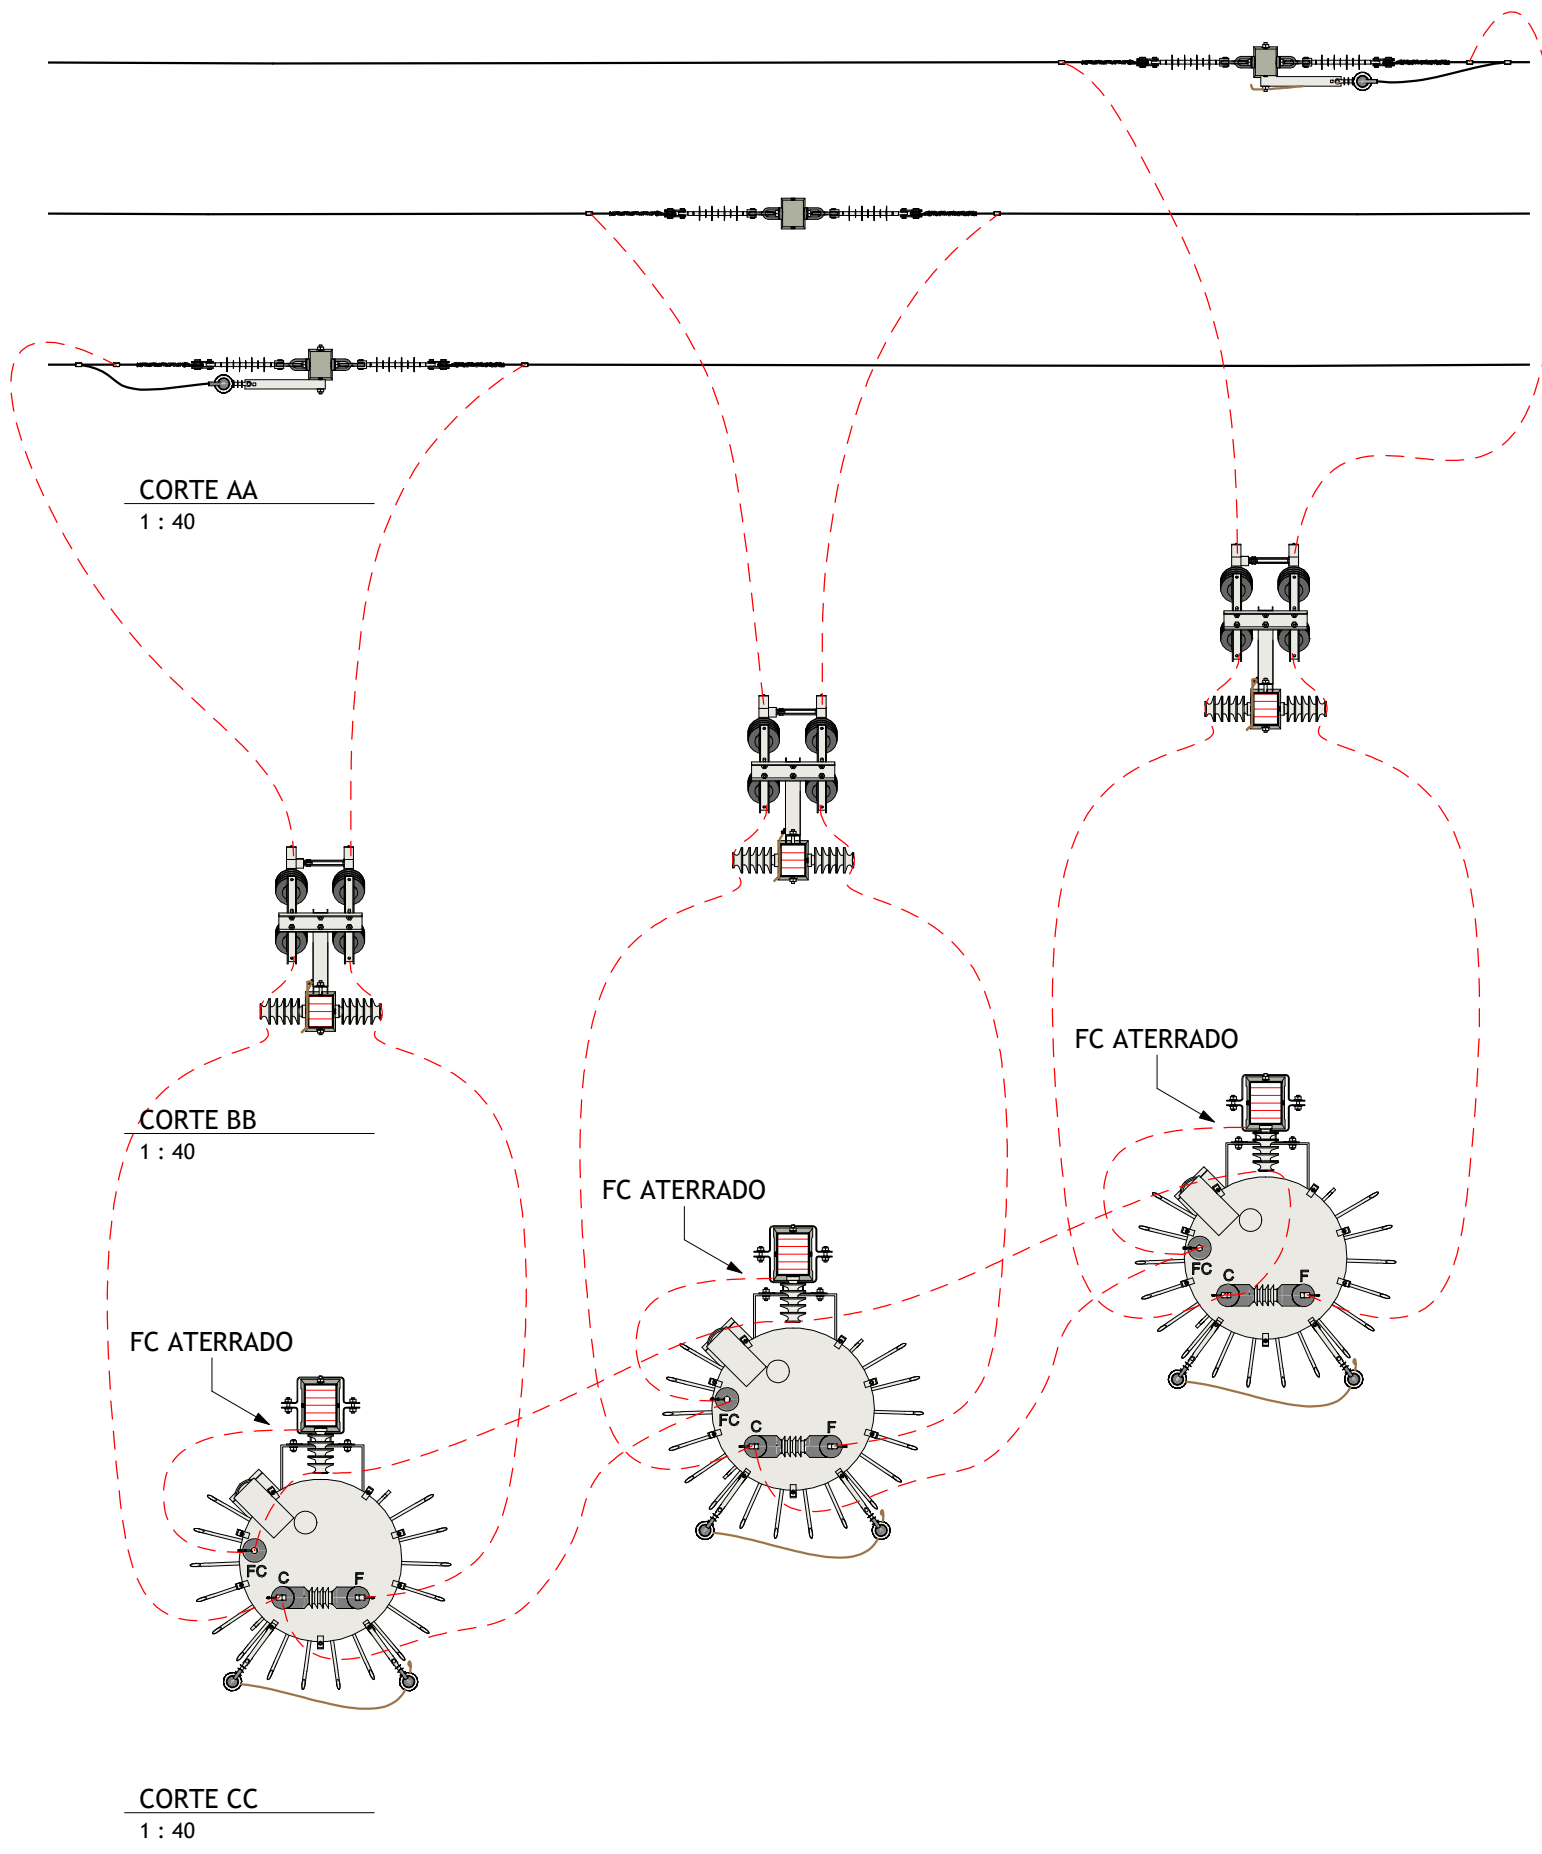 CORTE AA
1 : 40
FC ATERRADO
CORTE BB
1 : 40
FC ATERRADO
FC
C F
FC ATERRADO
FC
C F
FC
C F
CORTE CC
1 : 40